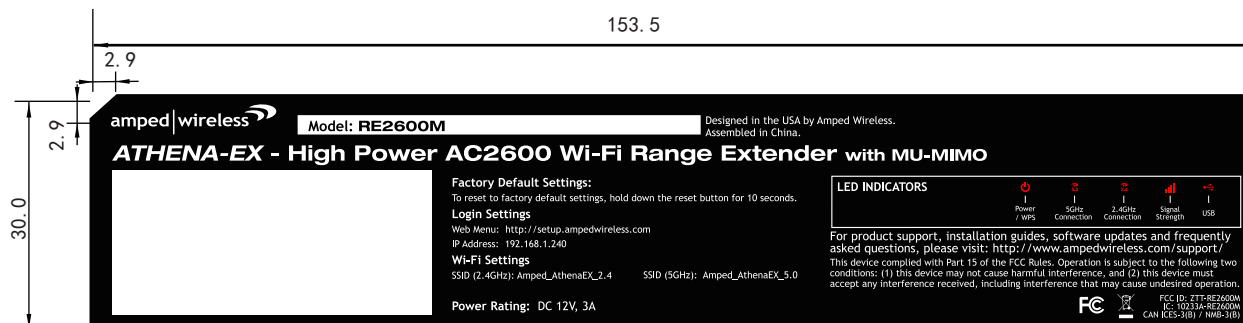 153.5
2.9
2.9
30.0
amped|wireless
Model: RE2600M
Designed in the USA by Amped Wireless.
Assembled in China.
ATHENA-EX - High Power AC2600 Wi-Fi Range Extender with MU-MIMO
Factory Default Settings:
To reset to factory default settings, hold down the reset button for 10 seconds.
Login Settings
Web Menu: http://setup.ampedwireless.com
IP Address: 192.168.1.240
Wi-Fi Settings
SSID (2.4GHz): Amped_AthenaEX_2.4 SSID (5GHz): Amped_AthenaEX_5.0
Power Rating: DC 12V, 3A
LED INDICATORS
Power / WPS
5GHz Connection
2.4GHz Connection
Signal Strength
USB
For product support, installation guides, software updates and frequently
asked questions, please visit: http://www.ampedwireless.com/support/
This device complied with Part 15 of the FCC Rules. Operation is subject to the following two
conditions: (1) this device may not cause harmful interference, and (2) this device must
accept any interference received, including interference that may cause undesired operation.
FC
FCC ID: ZTT-RE2600M
IC: 10233A-RE2600M
CAN ICES-3(B) / NMB-3(B)